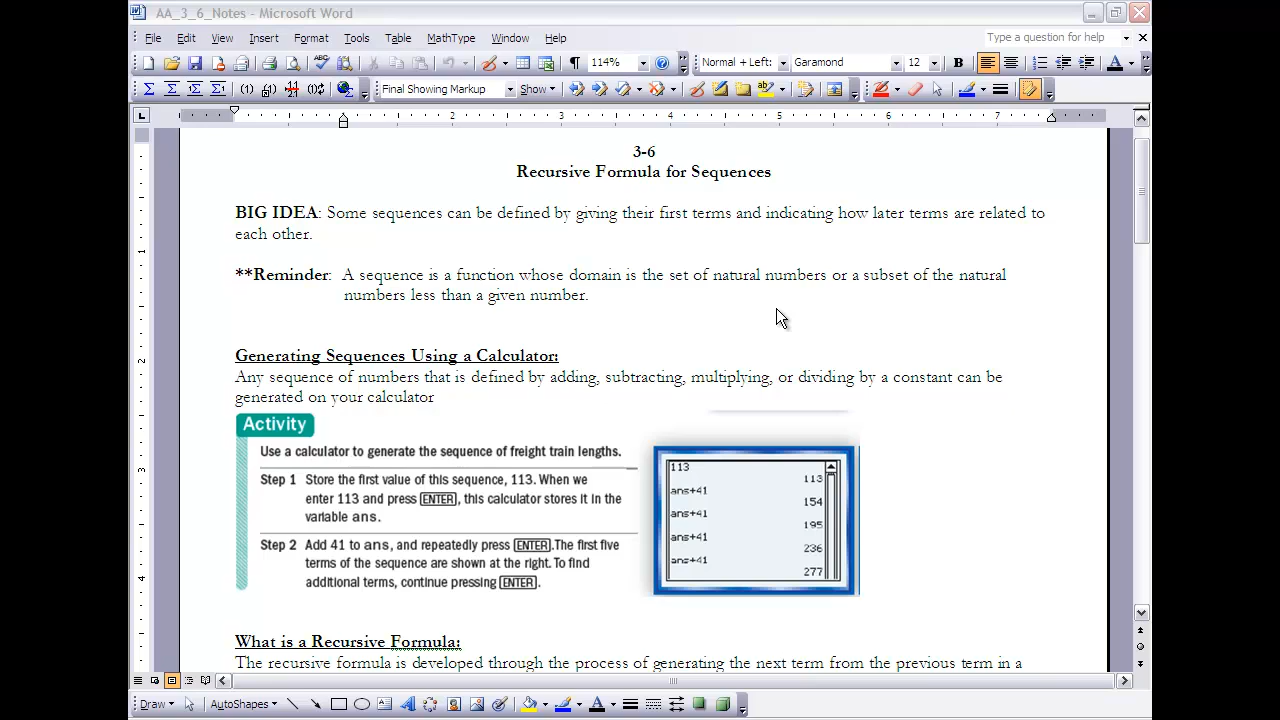 AA_3_6_Notes - Microsoft Word
File Edit View Insert Format Tools Table MathType Window Help Type a question for help
114% Normal + Left: Garamond 12 B A
Final Showing Markup Show
2 3 4 5 6 7
3-6
Recursive Formula for Sequences
BIG IDEA: Some sequences can be defined by giving their first terms and indicating how later terms are related to
each other.
**Reminder: A sequence is a function whose domain is the set of natural numbers or a subset of the natural
numbers less than a given number.
Generating Sequences Using a Calculator:
Any sequence of numbers that is defined by adding, subtracting, multiplying, or dividing by a constant can be
generated on your calculator
Activity
Use a calculator to generate the sequence of freight train lengths.
Step 1 Store the first value of this sequence, 113. When we
enter 113 and press ENTER, this calculator stores it in the
variable ans.
Step 2 Add 41 to ans, and repeatedly press ENTER. The first five
terms of the sequence are shown at the right. To find
additional terms, continue pressing ENTER.
113
113
ans+41
154
ans+41
195
ans+41
236
ans+41
277
What is a Recursive Formula:
The recursive formula is developed through the process of generating the next term from the previous term in a
Draw AutoShapes A